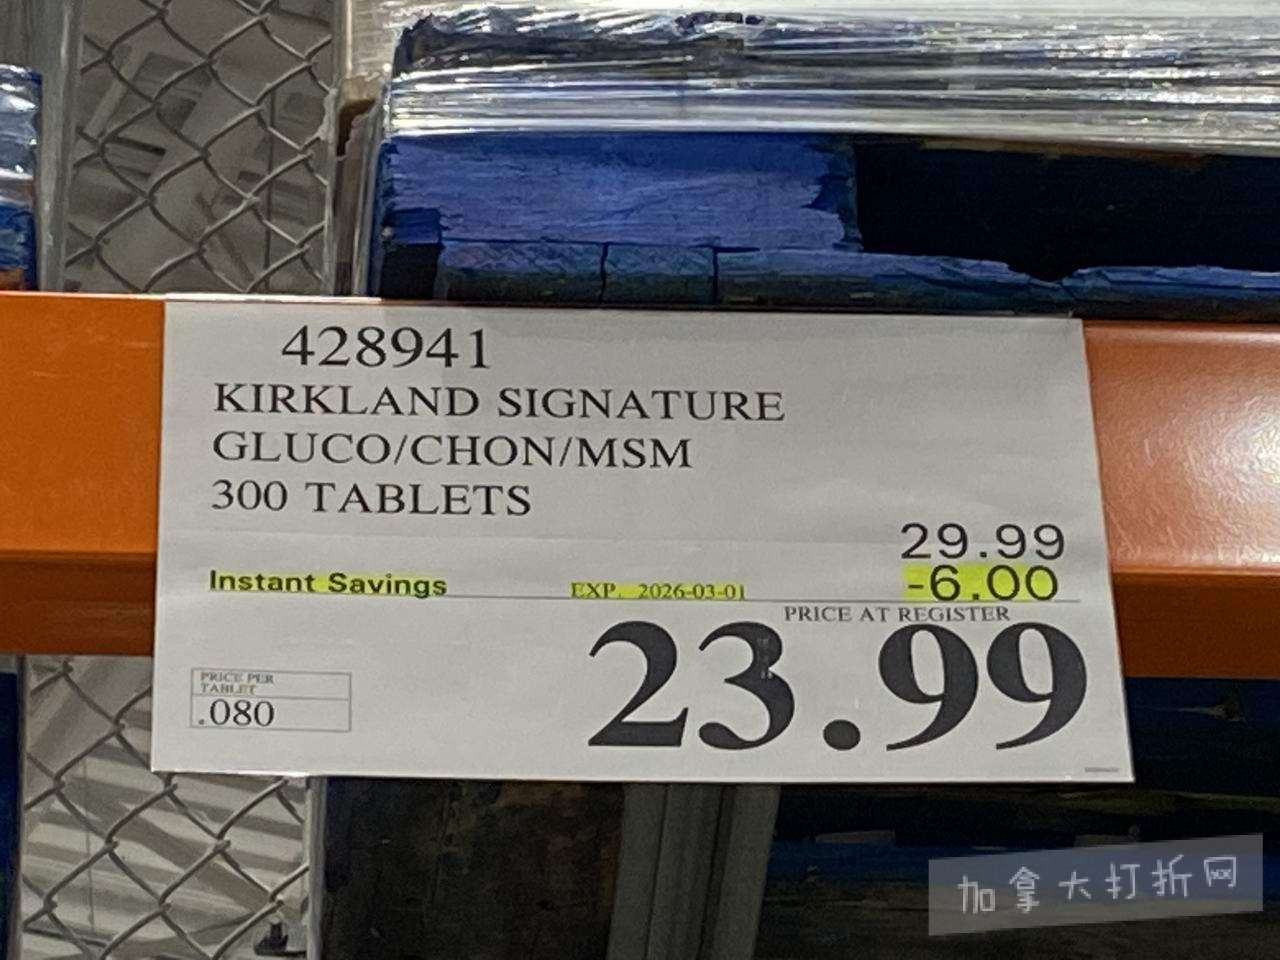 428941
KIRKLAND SIGNATURE
GLUCO/CHON/MSM
300 TABLETS
29.99
Instant Savings EXP. 2026-03-01 -6.00
PRICE AT REGISTER
23.99
PRICE PER
TABLET
.080
加拿大打折网